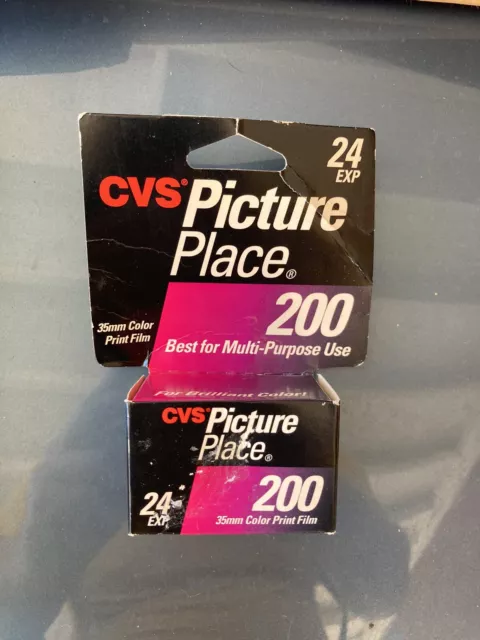 24
EXP
CVS® Picture
Place®
200
35mm Color
Print Film
Best for Multi-Purpose Use
For Brilliant Color!
CVS® Picture
Place®
24
EXP
200
35mm Color Print Film